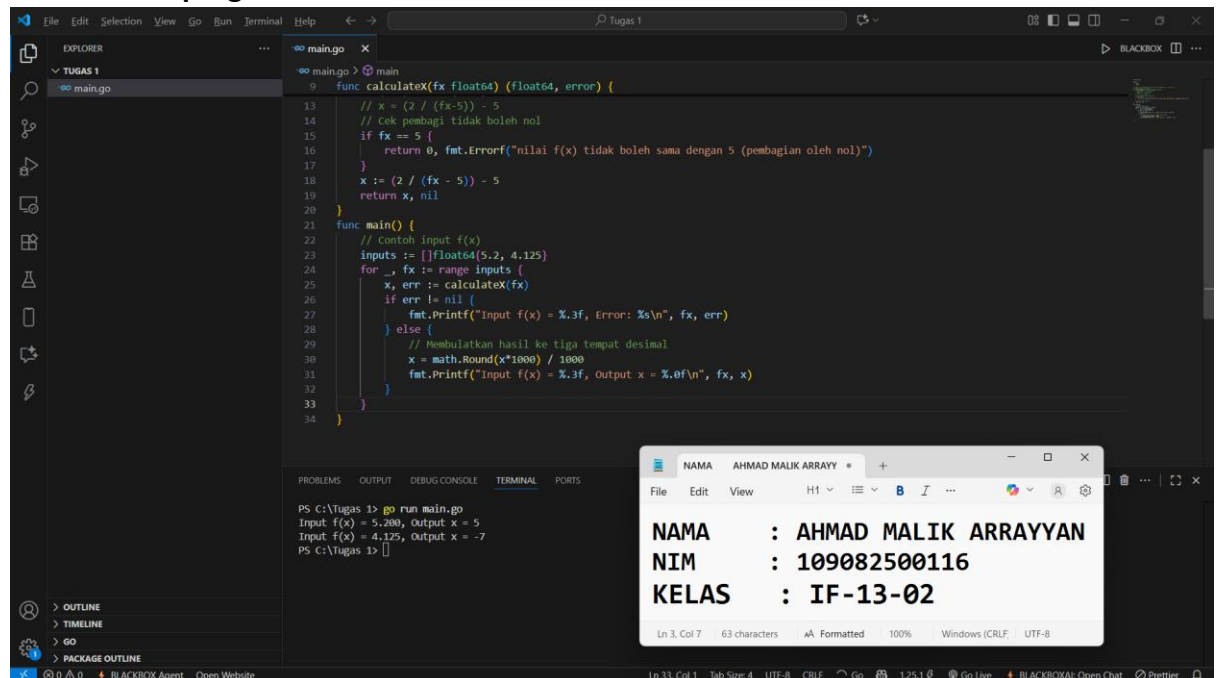 File Edit Selection View Go Run Terminal Help
Tugas 1
EXPLORER
TUGAS 1
main.go
main.go
BLACKBOX
main.go > main
9 func calculateX(fx float64) (float64, error) {
13 // x = (2 / (fx-5)) - 5
14 // Cek pembagi tidak boleh nol
15 if fx == 5 {
16 return 0, fmt.Errorf("nilai f(x) tidak boleh sama dengan 5 (pembagian oleh nol)")
17 }
18 x := (2 / (fx - 5)) - 5
19 return x, nil
20 }
21 func main() {
22 // Contoh input f(x)
23 inputs := []float64{5.2, 4.125}
24 for _, fx := range inputs {
25 x, err := calculateX(fx)
26 if err != nil {
27 fmt.Printf("Input f(x) = %.3f, Error: %s\n", fx, err)
28 } else {
29 // Membulatkan hasil ke tiga tempat desimal
30 x = math.Round(x*1000) / 1000
31 fmt.Printf("Input f(x) = %.3f, Output x = %.0f\n", fx, x)
32 }
33 }
34 }
PROBLEMS OUTPUT DEBUG CONSOLE TERMINAL PORTS
PS C:\Tugas 1> go run main.go
Input f(x) = 5.200, Output x = 5
Input f(x) = 4.125, Output x = -7
PS C:\Tugas 1>
NAMA AHMAD MALIK ARRAYY
File Edit View H1 B I
NAMA : AHMAD MALIK ARRAYYAN
NIM : 109082500116
KELAS : IF-13-02
Ln 3, Col 7 63 characters Formatted 100% Windows (CRLF) UTF-8
OUTLINE
TIMELINE
GO
PACKAGE OUTLINE
0 0 BLACKBOX Agent Open Website Ln 33, Col 1 Tab Size: 4 UTF-8 CRLF Go 1.25.1 Go Live BLACKBOXAI: Open Chat Prettier